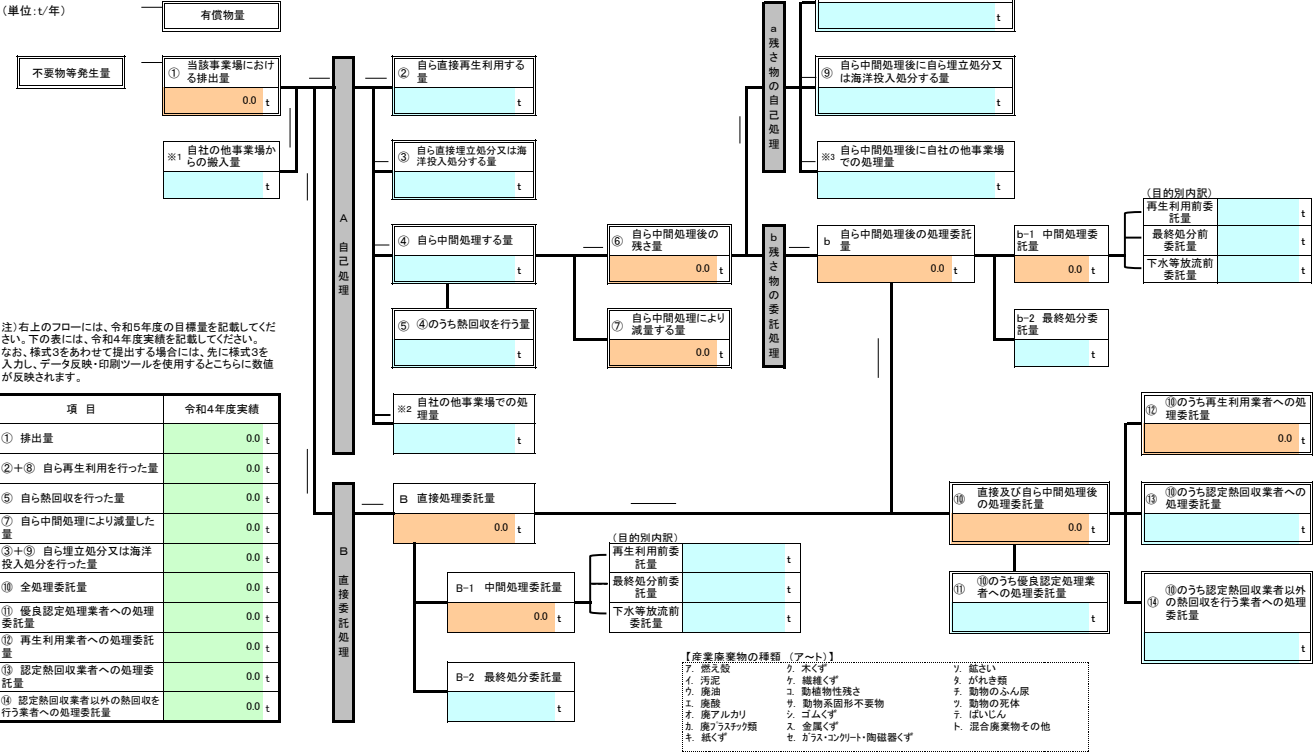 (単位:t/年)
有償物量
t
不要物等発生量
① 当該事業場におけ
る排出量
0.0 t
※1 自社の他事業場か
らの搬入量
t
A
自
己
処
理
② 自ら直接再生利用する
量
t
③ 自ら直接埋立処分又は海
洋投入処分する量
t
④ 自ら中間処理する量
t
⑤ ④のうち熱回収を行う量
t
※2 自社の他事業場での処
理量
t
⑥ 自ら中間処理後の
残さ量
0.0 t
⑦ 自ら中間処理により
減量する量
0.0 t
a
残
さ
物
の
自
己
処
理
⑨ 自ら中間処理後に自ら埋立処分又
は海洋投入処分する量
t
※3 自ら中間処理後に自社の他事業場
での処理量
t
b
残
さ
物
の
委
託
処
理
b 自ら中間処理後の処理委託
量
0.0 t
b-1 中間処理委
託量
0.0 t
b-2 最終処分委
託量
t
(目的別内訳)
再生利用前委
託量
t
最終処分前
委託量
t
下水等放流前
委託量
t
注)右上のフローには、令和5年度の目標量を記載してくだ
さい。下の表には、令和4年度実績を記載してください。
なお、様式3をあわせて提出する場合には、先に様式3を
入力し、データ反映・印刷ツールを使用するとこちらに数値
が反映されます。
項 目 令和4年度実績
① 排出量 0.0 t
②+⑧ 自ら再生利用を行った量 0.0 t
⑤ 自ら熱回収を行った量 0.0 t
⑦ 自ら中間処理により減量した
量 0.0 t
③+⑨ 自ら埋立処分又は海洋
投入処分を行った量 0.0 t
⑩ 全処理委託量 0.0 t
⑪ 優良認定処理業者への処理
委託量 0.0 t
⑫ 再生利用業者への処理委託
量 0.0 t
⑬ 認定熱回収業者への処理委
託量 0.0 t
⑭ 認定熱回収業者以外の熱回収を
行う業者への処理委託量 0.0 t
B
直
接
委
託
処
理
B 直接処理委託量
0.0 t
B-1 中間処理委託量
0.0 t
B-2 最終処分委託量
t
(目的別内訳)
再生利用前委
託量
t
最終処分前委
託量
t
下水等放流前
委託量
t
⑩ 直接及び自ら中間処理後
の処理委託量
0.0 t
⑪ ⑩のうち優良認定処理業
者への処理委託量
t
⑫ ⑩のうち再生利用業者への処
理委託量
0.0 t
⑬ ⑩のうち認定熱回収業者への
処理委託量
t
⑭ ⑩のうち認定熱回収業者以外
の熱回収を行う業者への処理
委託量
t
【産業廃棄物の種類 (ア～ト)】
ア. 燃え殻
イ. 汚泥
ウ. 廃油
エ. 廃酸
オ. 廃アルカリ
カ. 廃プラスチック類
キ. 紙くず
ク. 木くず
ケ. 繊維くず
コ. 動植物性残さ
サ. 動物系固形不要物
シ. ゴムくず
ス. 金属くず
セ. ガラス・コンクリート・陶磁器くず
ソ. 鉱さい
タ. がれき類
チ. 動物のふん尿
ツ. 動物の死体
テ. ばいじん
ト. 混合廃棄物その他